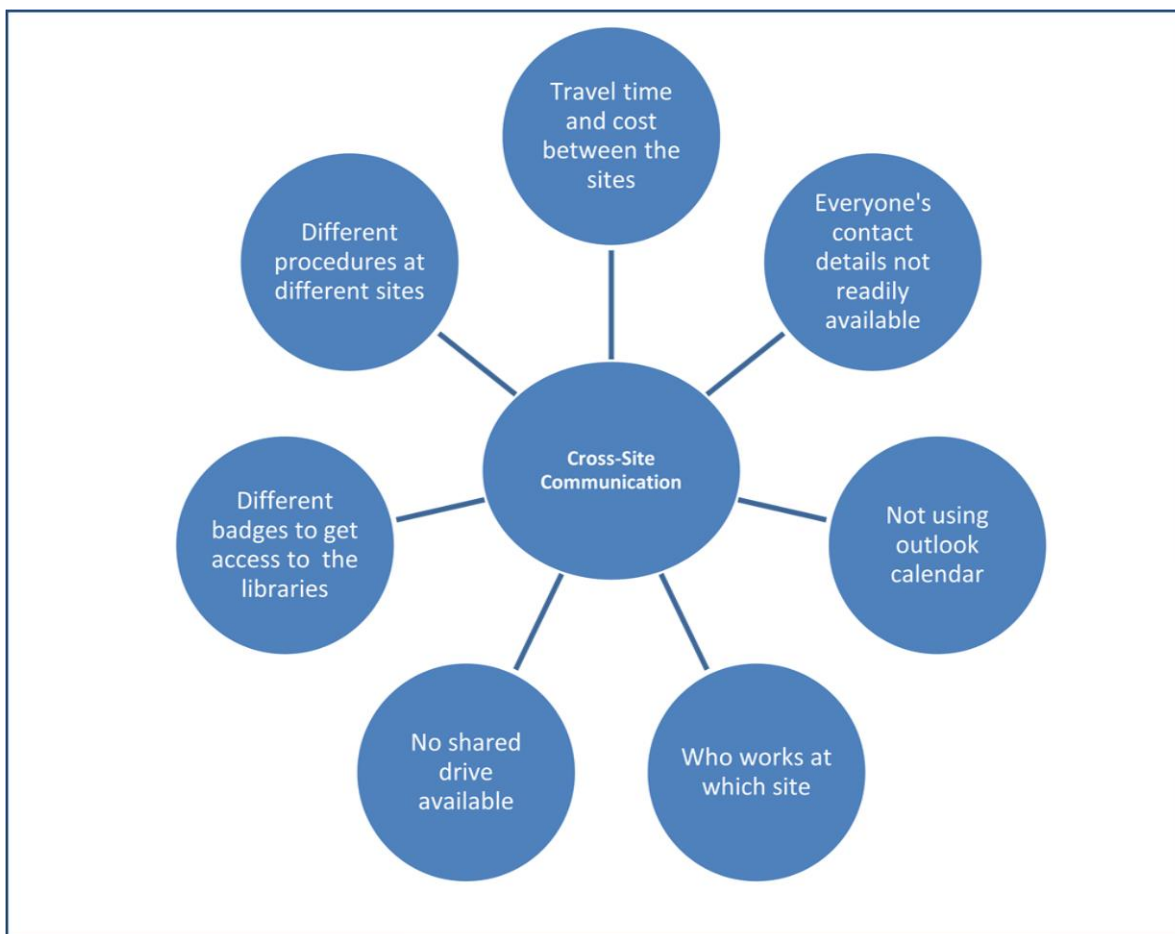 Travel time
and cost
between the
sites
Everyone's
contact
details not
readily
available
Not using
outlook
calendar
Who works at
which site
No shared
drive
available
Different
badges to get
access to  the
libraries
Different
procedures at
different sites
Cross-Site
Communication